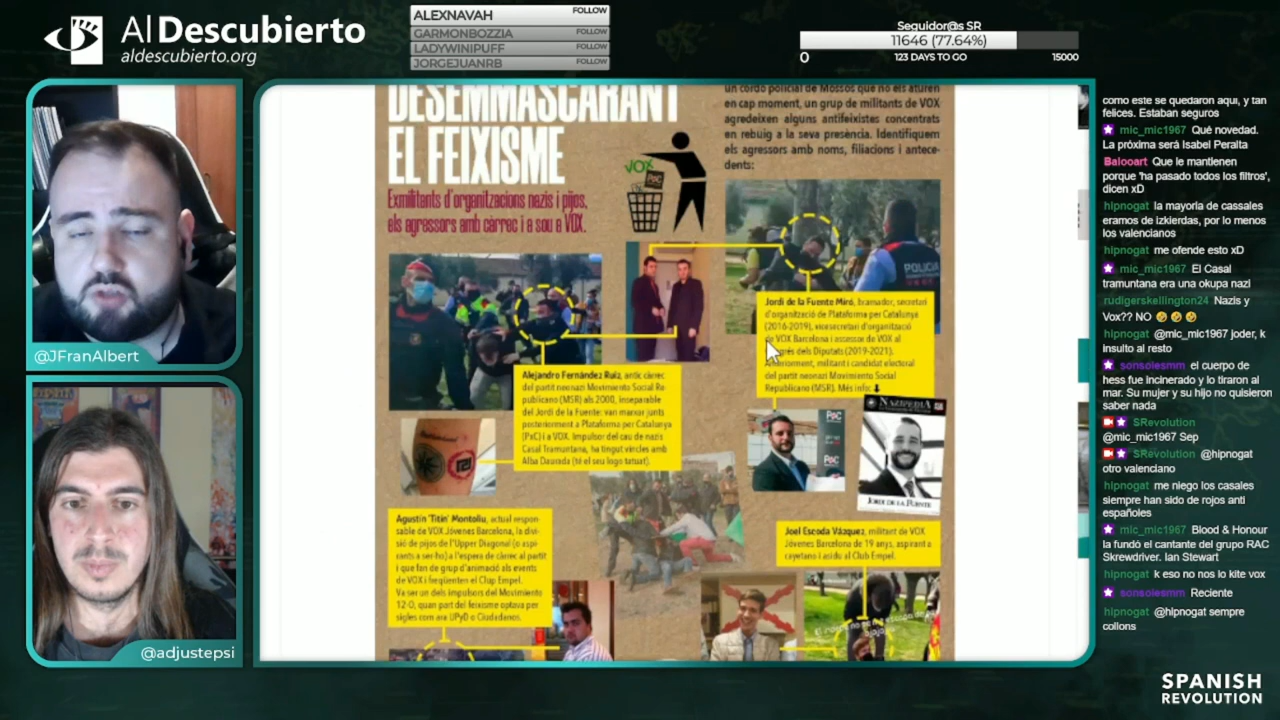 Al Descubierto
aldescubierto.org
ALEXNAVAH FOLLOW
GARMONBOZZIA FOLLOW
LADYWINIPUFF FOLLOW
JORGEJUANRB FOLLOW
Seguidor@s SR
11646 (77.64%)
0 123 DAYS TO GO 15000
@JFranAlbert
@adjustepsi
DESEMMASCARANT
EL FEIXISME
Exmilitants d'organitzacions nazis i pijos,
els agressors amb càrrec i a sou a VOX.
VOX
PxC
un cordó policial de Mossos que no els aturen
en cap moment, un grup de militants de VOX
agredeixen alguns antifeixistes concentrats
en rebuig a la seva presència. Identifiquem
els agressors amb noms, filiacions i antece-
dents:
POLICIA
Jordi de la Fuente Miró, secretari
d'organització de Plataforma per Catalunya
(2016-2019), vicesecretari d'organització
de VOX Barcelona i assessor de VOX al
dels Diputats (2019-2021).
militant i candidat electoral
del partit neonazi Movimiento Social
Republicano (MSR). Més info:
Alejandro Fernández Ruiz, antic càrrec
del partit neonazi Movimiento Social Re-
publicano (MSR) als 2000, inseparable
del Jordi de la Fuente: van marxar junts
posteriorment a Plataforma per Catalunya
(PxC) i a VOX. Impulsor del cau de nazis
Casal Tramuntana, ha tingut vincles amb
Alba Daurada (té el seu logo tatuat).
PxC
PxC
NAZIPEDIA
JORDI DE LA FUENTE
Agustín 'Titín' Montoliu, actual respon-
sable de VOX Jóvenes Barcelona, la divi-
sió de pijos de l'Upper Diagonal (o aspi-
rants a ser-ho) a l'espera de càrrec al partit
i que fan de grup d'animació als events
de VOX i freqüenten el Clap Empel.
Va ser un dels impulsors del Movimiento
12-O, quan part del feixisme optava per
sigles com ara UPyD o Ciudadanos.
Joel Escoda Vázquez, militant de VOX
Jóvenes Barcelona de 19 anys, aspirant a
cayetano i asidu al Club Empel.
como este se quedaron aqui, y tan
felices. Estaban seguros
mic_mic1967 Qué novedad.
La próxima será Isabel Peralta
Balooart Que le mantienen
porque 'ha pasado todos los filtros',
dicen xD
hipnogat la mayoria de cassales
eramos de izkierdas, por lo menos
los valencianos
hipnogat me ofende esto xD
mic_mic1967 El Casal
tramuntana era una okupa nazi
rudigerskellington24 Nazis y
Vox?? NO 🤣🤣🤣
hipnogat @mic_mic1967 joder, k
insulto al resto
sonsolesmm el cuerpo de
hess fue incinerado y lo tiraron al
mar. Su mujer y su hijo no quisieron
saber nada
SRevolution
@mic_mic1967 Sep
SRevolution @hipnogat
otro valenciano
hipnogat me niego los casales
siempre han sido de rojos anti
españoles
mic_mic1967 Blood & Honour
la fundó el cantante del grupo RAC
Skrewdriver. Ian Stewart
hipnogat k eso no nos lo kite vox
sonsolesmm Reciente
hipnogat @hipnogat sempre
collons
SPANISH
REVOLUTION